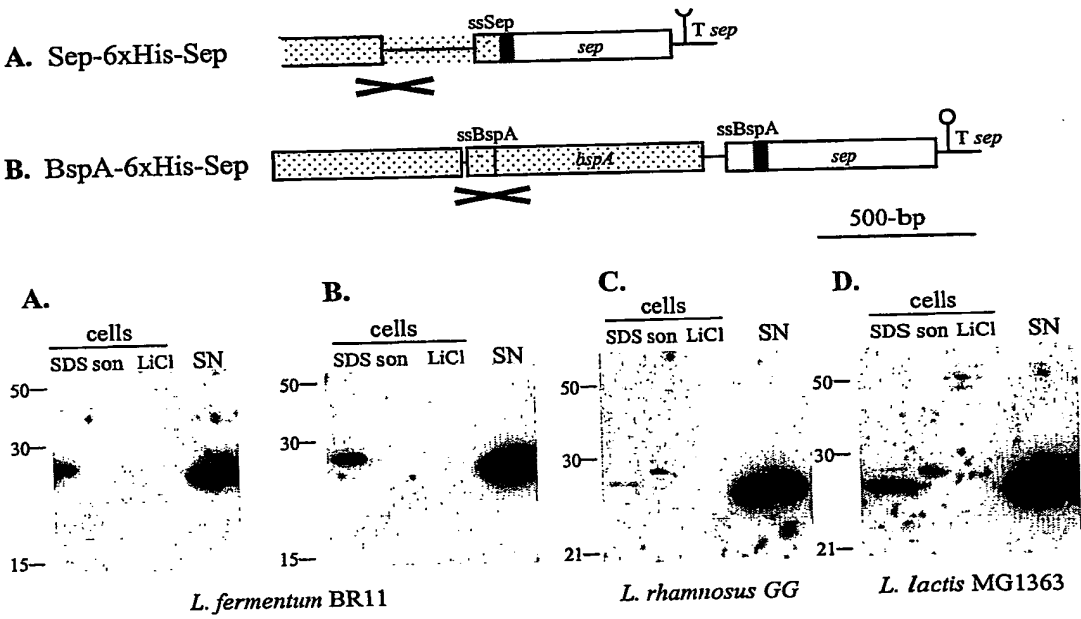 ssSep
T sep
A. Sep-6xHis-Sep
sep
ssBspA
ssBspA
T sep
B. BspA-6xHis-Sep
bspA
sep
500-bp
A.
B.
C.
D.
cells
cells
cells
cells
SDS son LiCl SN
SDS son LiCl SN
SDS son LiCl SN
SDS son LiCl SN
50
30
15
50
30
15
50
30
21
50
30
21
L. fermentum BR11
L. rhamnosus GG
L. lactis MG1363